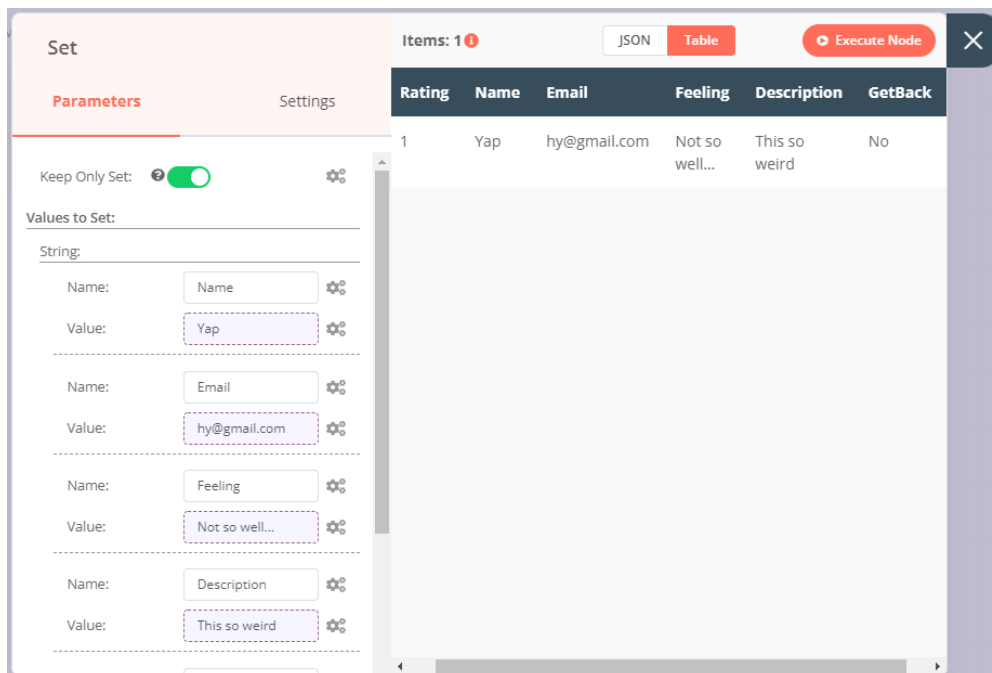 Set
Parameters Settings
Keep Only Set:
Values to Set:
String:
Name: Name
Value: Yap
Name: Email
Value: hy@gmail.com
Name: Feeling
Value: Not so well...
Name: Description
Value: This so weird
Items: 1
JSON Table Execute Node
Rating Name Email Feeling Description GetBack
1 Yap hy@gmail.com Not so well... This so weird No